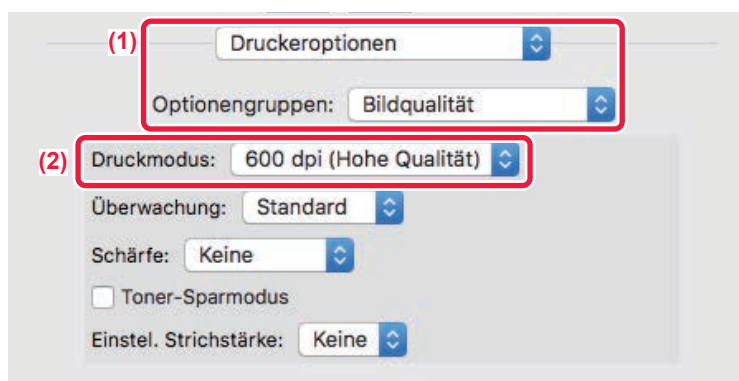 (1) Druckeroptionen
Optionengruppen: Bildqualität
(2) Druckmodus: 600 dpi (Hohe Qualität)
Überwachung: Standard
Schärfe: Keine
Toner-Sparmodus
Einstel. Strichstärke: Keine